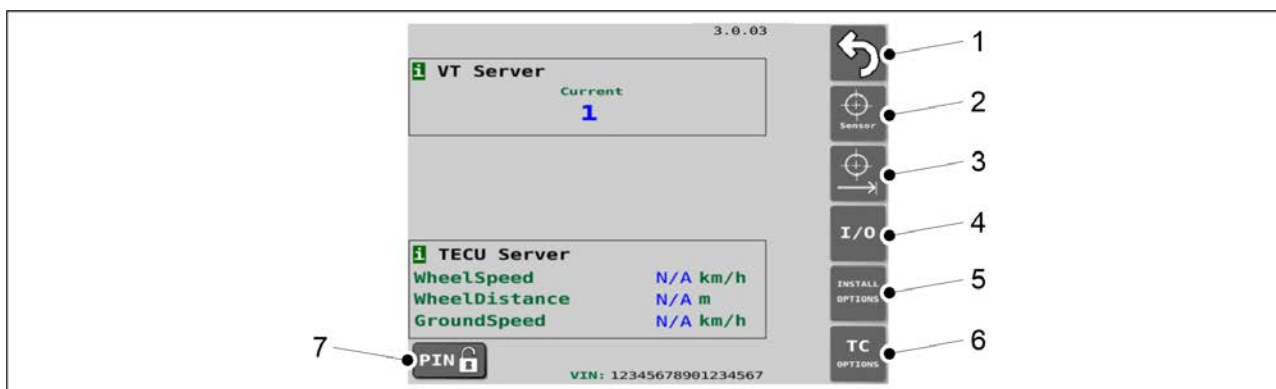 3.0.03
1
i VT Server
Current
1
2
Sensor
3
I/O
4
i TECU Server
WheelSpeed N/A km/h
WheelDistance N/A m
GroundSpeed N/A km/h
INSTALL
OPTIONS
5
TC
OPTIONS
6
7
PIN
VIN: 12345678901234567